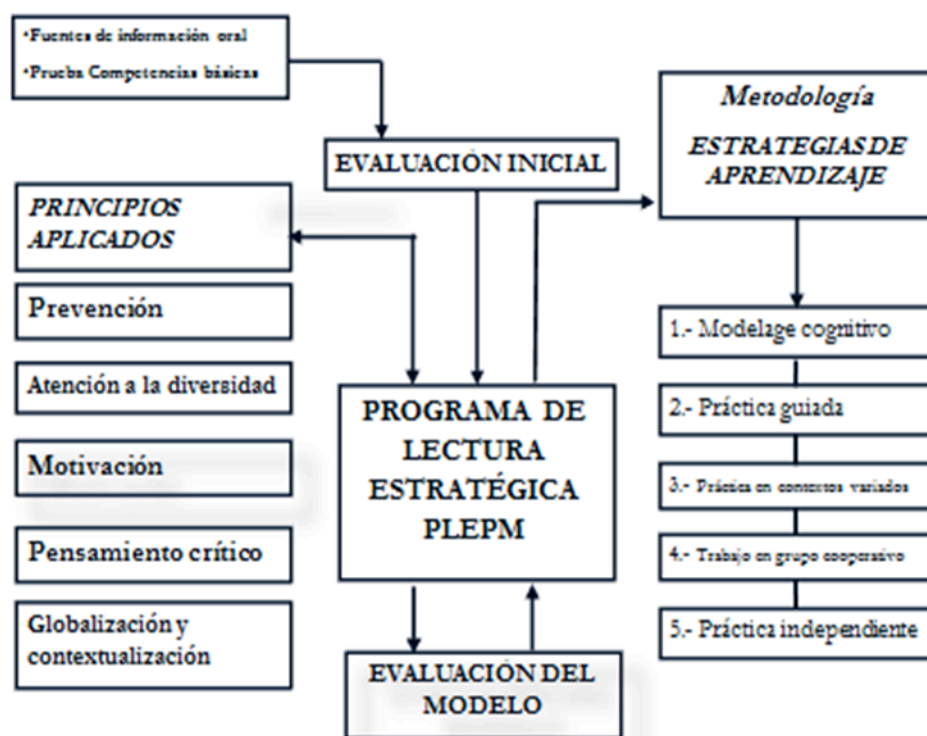 •Fuentes de información oral
•Prueba Competencias básicas
EVALUACIÓN INICIAL
Metodología
ESTRATEGIAS DE
APRENDIZAJE
PRINCIPIOS
APLICADOS
Prevención
Atención a la diversidad
Motivación
Pensamiento crítico
Globalización y
contextualización
PROGRAMA DE
LECTURA
ESTRATÉGICA
PLEPM
EVALUACIÓN DEL
MODELO
1.- Modelage cognitivo
2.- Práctica guiada
3.- Práctica en contextos variados
4.- Trabajo en grupo cooperativo
5.- Práctica independiente